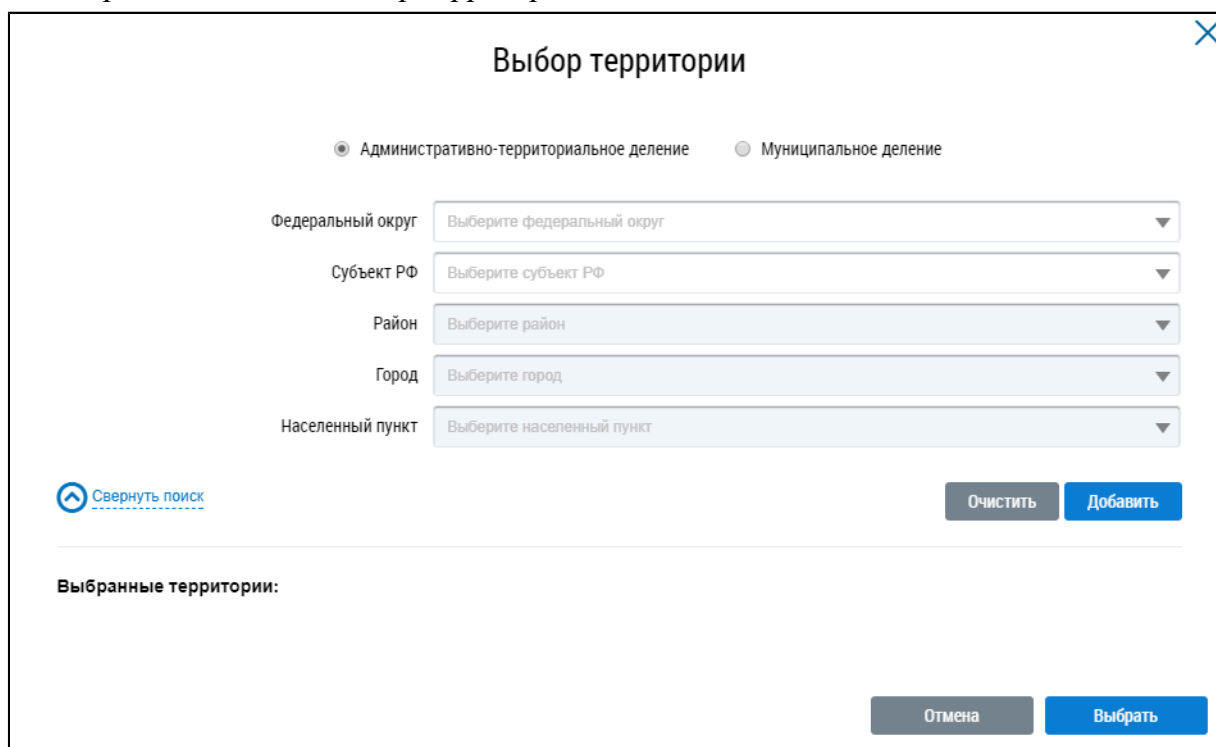 Выбор территории
Административно-территориальное деление Муниципальное деление
Федеральный округ Выберите федеральный округ
Субъект РФ Выберите субъект РФ
Район Выберите район
Город Выберите город
Населенный пункт Выберите населенный пункт
Свернуть поиск Очистить Добавить
Выбранные территории:
Отмена Выбрать